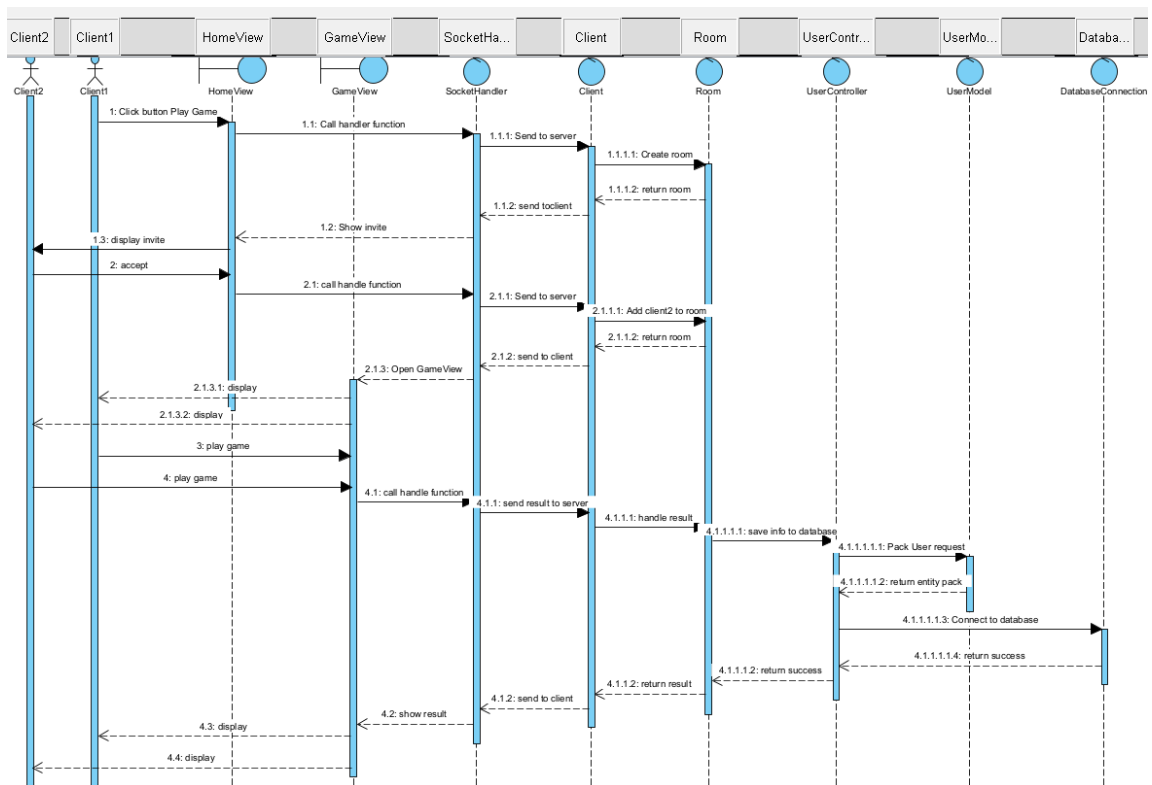 Client2 Client1 HomeView GameView SocketHa... Client Room UserContr... UserMo... Databa...
Client2 Client1 HomeView GameView SocketHandler Client Room UserController UserModel DatabaseConnection
1: Click button Play Game
1.1: Call handler function
1.1.1: Send to server
1.1.1.1: Create room
1.1.1.2: return room
1.1.2: send toclient
1.2: Show invite
1.3: display invite
2: accept
2.1: call handle function
2.1.1: Send to server
2.1.1.1: Add client2 to room
2.1.1.2: return room
2.1.2: send to client
2.1.3: Open GameView
2.1.3.1: display
2.1.3.2: display
3: play game
4: play game
4.1: call handle function
4.1.1: send result to server
4.1.1.1: handle result
4.1.1.1.1: save info to database
4.1.1.1.1.1: Pack User request
4.1.1.1.1.2: return entity pack
4.1.1.1.1.3: Connect to database
4.1.1.1.1.4: return success
4.1.1.1.2: return success
4.1.1.2: return result
4.1.2: send to client
4.2: show result
4.3: display
4.4: display